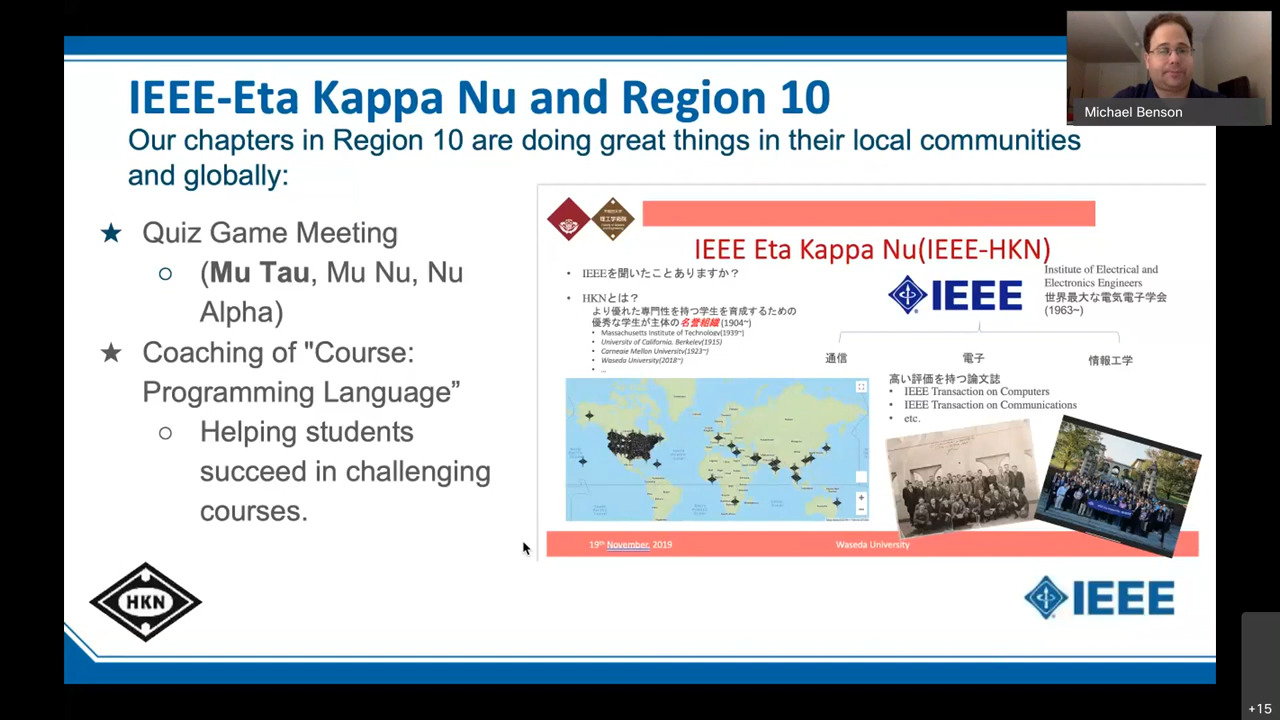 IEEE-Eta Kappa Nu and Region 10
Our chapters in Region 10 are doing great things in their local communities
and globally:
Michael Benson
★ Quiz Game Meeting
○ (Mu Tau, Mu Nu, Nu
Alpha)
★ Coaching of "Course:
Programming Language”
○ Helping students
succeed in challenging
courses.
IEEE Eta Kappa Nu(IEEE-HKN)
• IEEEを聞いたことありますか？
• HKNとは？
より優れた専門性を持つ学生を育成するための
優秀な学生が主体の名誉組織(1904~)
• Massachusetts Institute of Technology(1939~)
• University of California, Berkelev(1915)
• Carnegie Mellon University(1923~)
• Waseda University(2018~)
• ...
IEEE
Institute of Electrical and
Electronics Engineers
世界最大な電気電子学会
(1963~)
通信
電子
情報工学
高い評価を持つ論文誌
• IEEE Transaction on Computers
• IEEE Transaction on Communications
• etc.
19th November, 2019
Waseda University
HKN
IEEE
+15